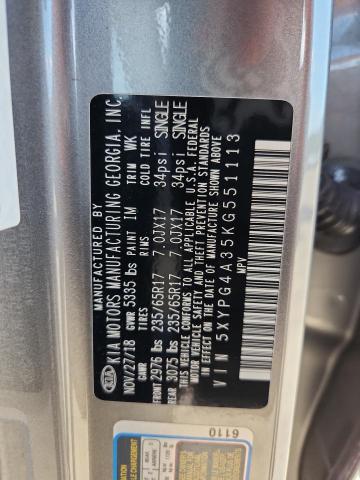 MANUFACTURED BY
KIA MOTORS MANUFACTURING GEORGIA, INC.
NOV/27/18 GVWR 5335 lbs PAINT IM TRIM WK
GAWR TIRES RIMS COLD TIRE INFL
FRONT 2976 lbs 235/65R17 7.0JX17 34psi SINGLE
REAR 3075 lbs 235/65R17 7.0JX17 34psi SINGLE
THIS VEHICLE CONFORMS TO ALL APPLICABLE U.S.A. FEDERAL
MOTOR VEHICLE SAFETY, BUMPER, AND THEFT PREVENTION STANDARDS
IN EFFECT ON THE DATE OF MANUFACTURE SHOWN ABOVE
VIN 5XYPG4A35KG551113
MPV
KIA
6110